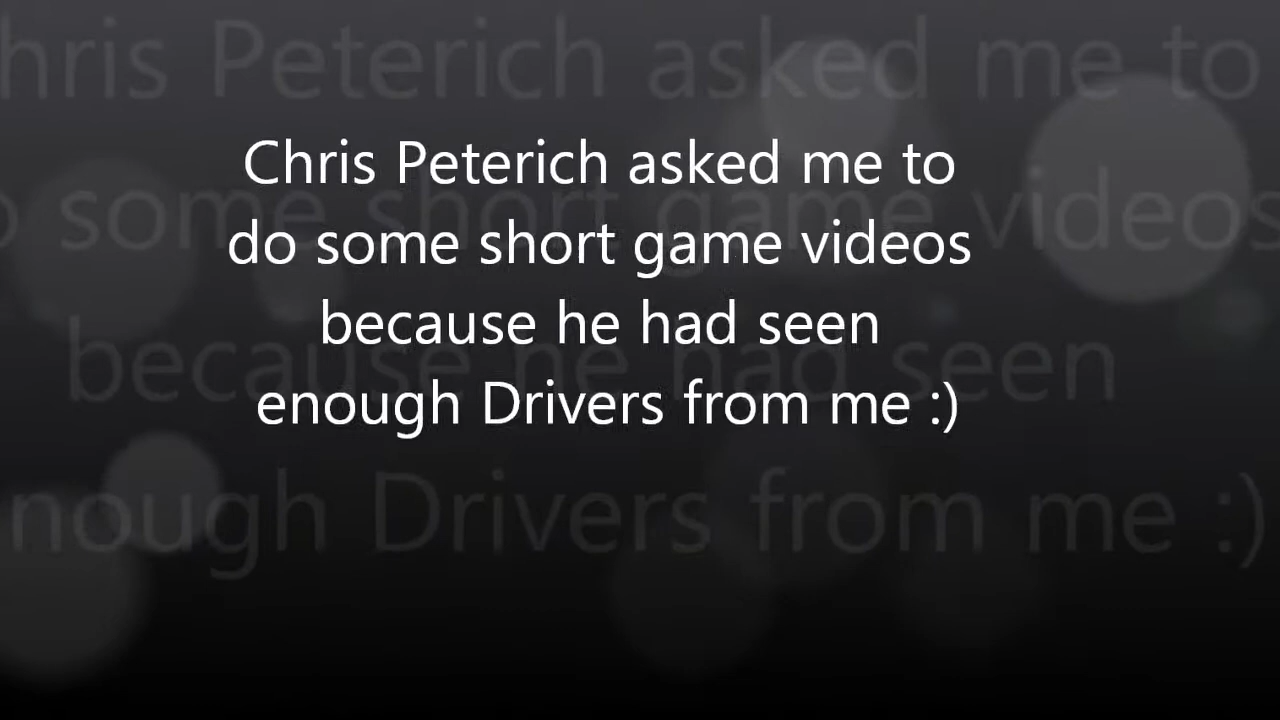 Chris Peterich asked me to
do some short game videos
because he had seen
enough Drivers from me :)